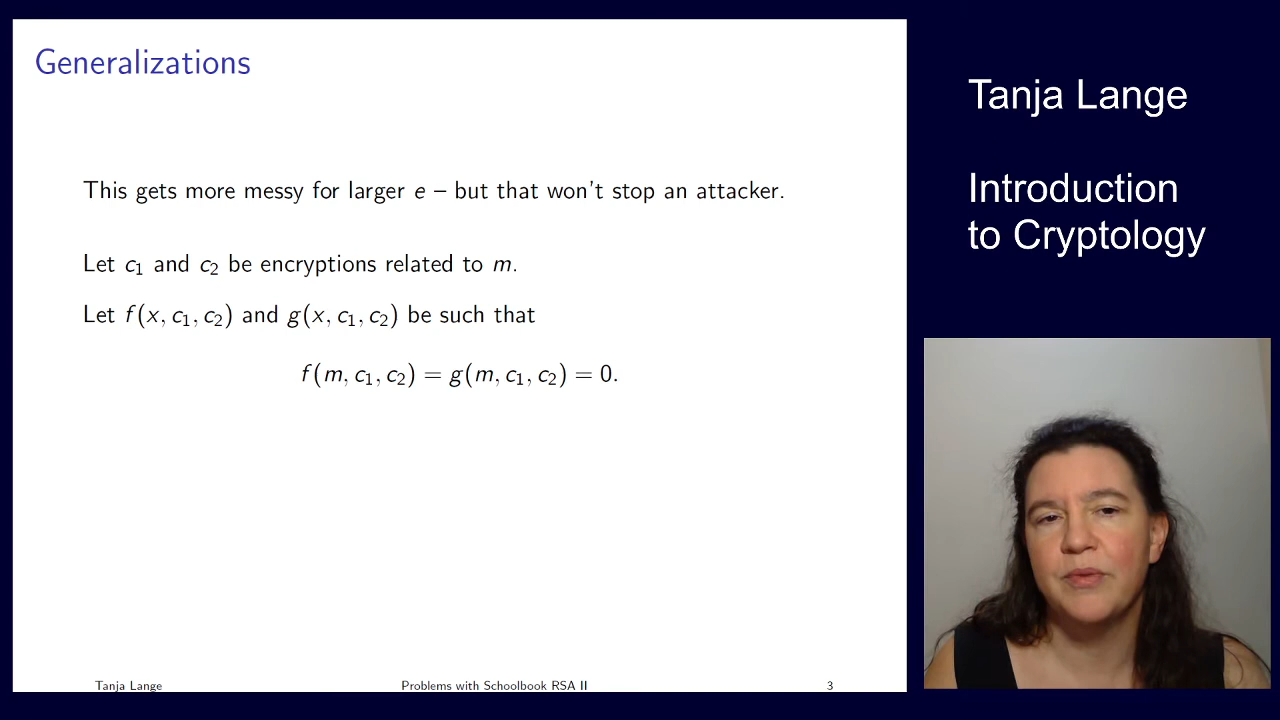 Generalizations
This gets more messy for larger e – but that won't stop an attacker.
Let c₁ and c₂ be encryptions related to m.
Let f(x, c₁, c₂) and g(x, c₁, c₂) be such that
f(m, c₁, c₂) = g(m, c₁, c₂) = 0.
Tanja Lange Problems with Schoolbook RSA II 3
Tanja Lange
Introduction
to Cryptology